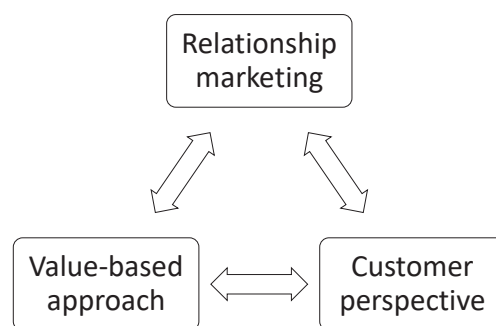 Relationship
marketing
Value-based
approach
Customer
perspective